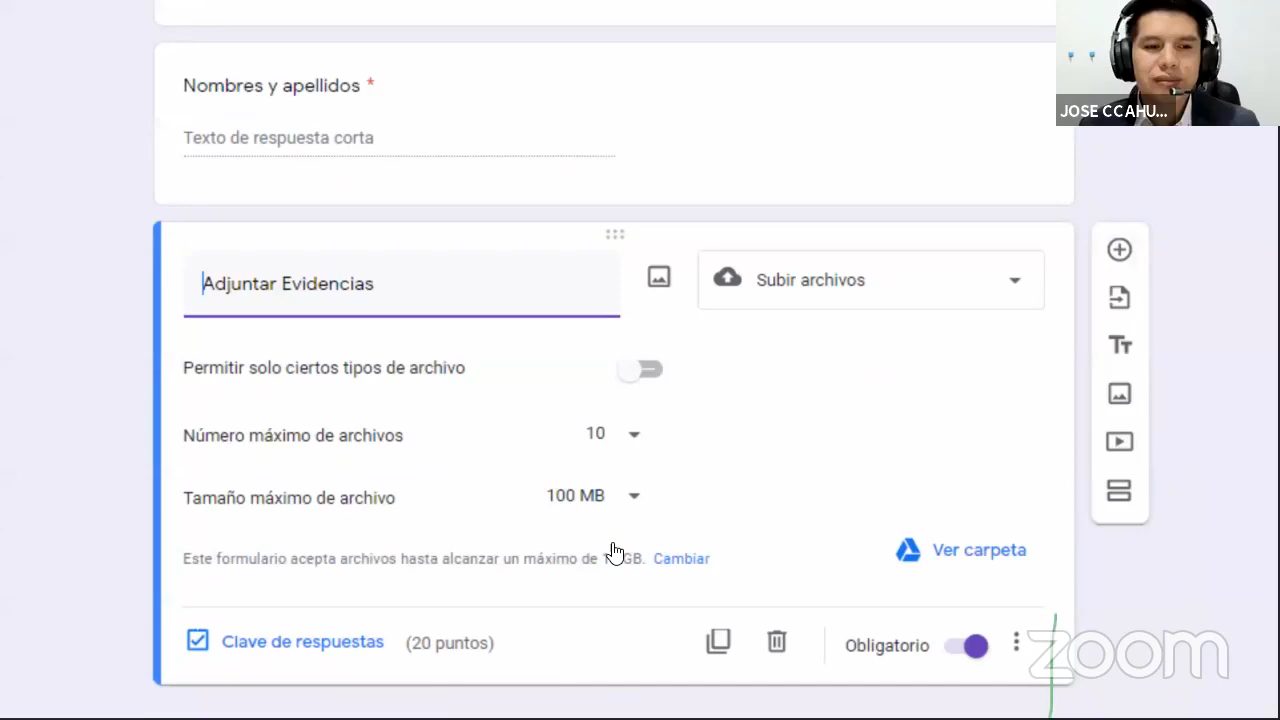 JOSE CCAHU...
Nombres y apellidos *
Texto de respuesta corta
Adjuntar Evidencias
Subir archivos
Permitir solo ciertos tipos de archivo
Número máximo de archivos 10
Tamaño máximo de archivo 100 MB
Este formulario acepta archivos hasta alcanzar un máximo de GB. Cambiar
Ver carpeta
Clave de respuestas (20 puntos)
Obligatorio
zoom